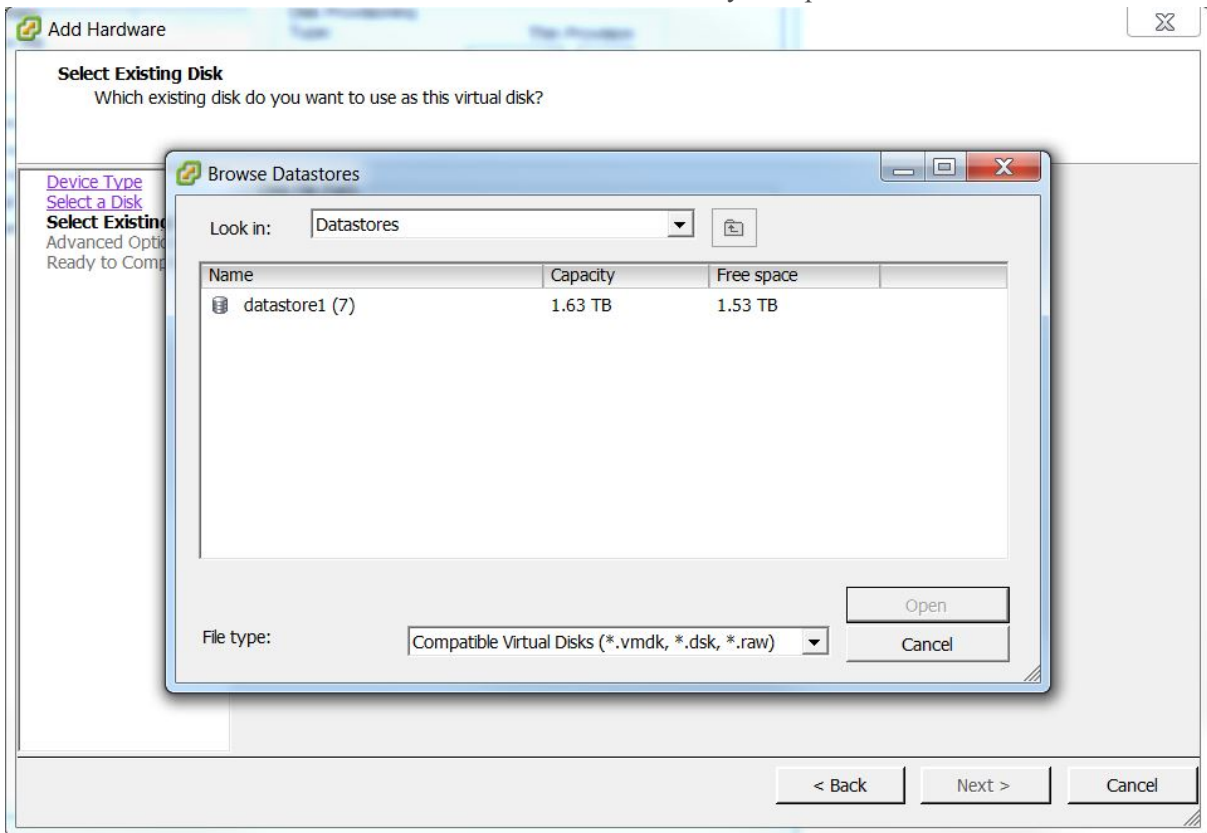 Add Hardware
Select Existing Disk
Which existing disk do you want to use as this virtual disk?
Device Type
Select a Disk
Select Existing
Advanced Optio
Ready to Comp
Browse Datastores
Look in: Datastores
Name Capacity Free space
datastore1 (7) 1.63 TB 1.53 TB
Open
File type: Compatible Virtual Disks (*.vmdk, *.dsk, *.raw) Cancel
< Back Next > Cancel